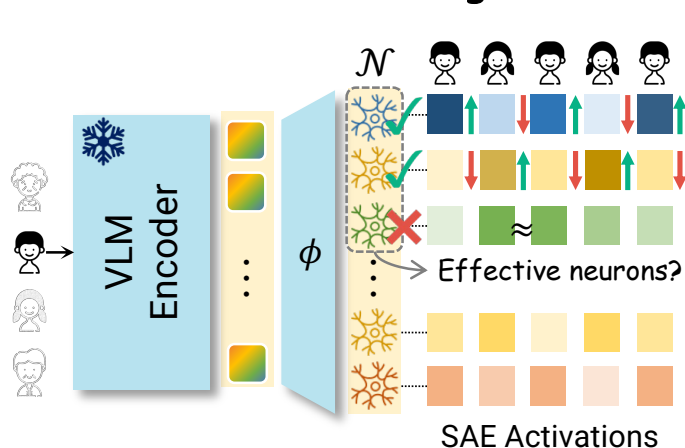 𝒩
VLM
Encoder
ϕ
≈
Effective neurons?
SAE Activations